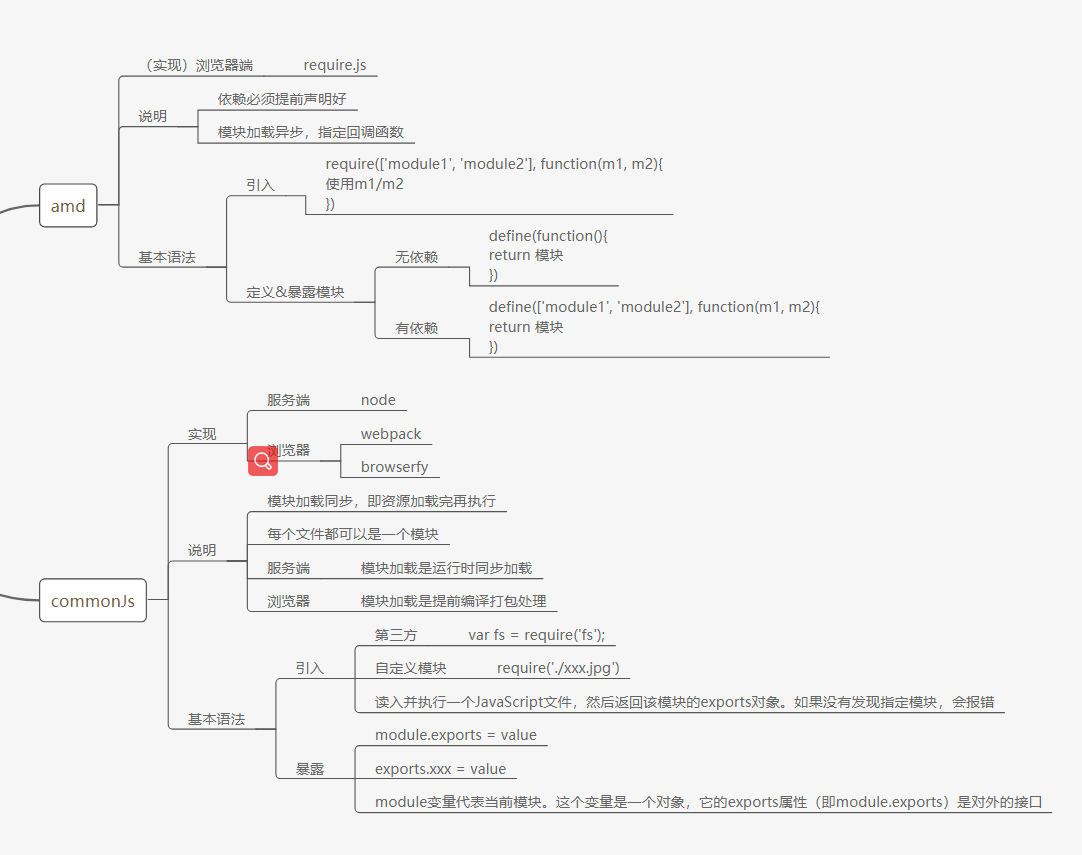 （实现）浏览器端 require.js
依赖必须提前声明好
说明
模块加载异步，指定回调函数
require(['module1', 'module2'], function(m1, m2){
引入
使用m1/m2
})
amd
define(function(){
无依赖
return 模块
基本语法
})
定义&暴露模块
define(['module1', 'module2'], function(m1, m2){
有依赖
return 模块
})
服务端 node
实现
webpack
浏览器
browserfy
模块加载同步，即资源加载完再执行
每个文件都可以是一个模块
说明
服务端 模块加载是运行时同步加载
浏览器 模块加载是提前编译打包处理
commonJs
第三方 var fs = require('fs');
引入
自定义模块 require('./xxx.jpg')
读入并执行一个JavaScript文件，然后返回该模块的exports对象。如果没有发现指定模块，会报错
基本语法
module.exports = value
暴露
exports.xxx = value
module变量代表当前模块。这个变量是一个对象，它的exports属性（即module.exports）是对外的接口